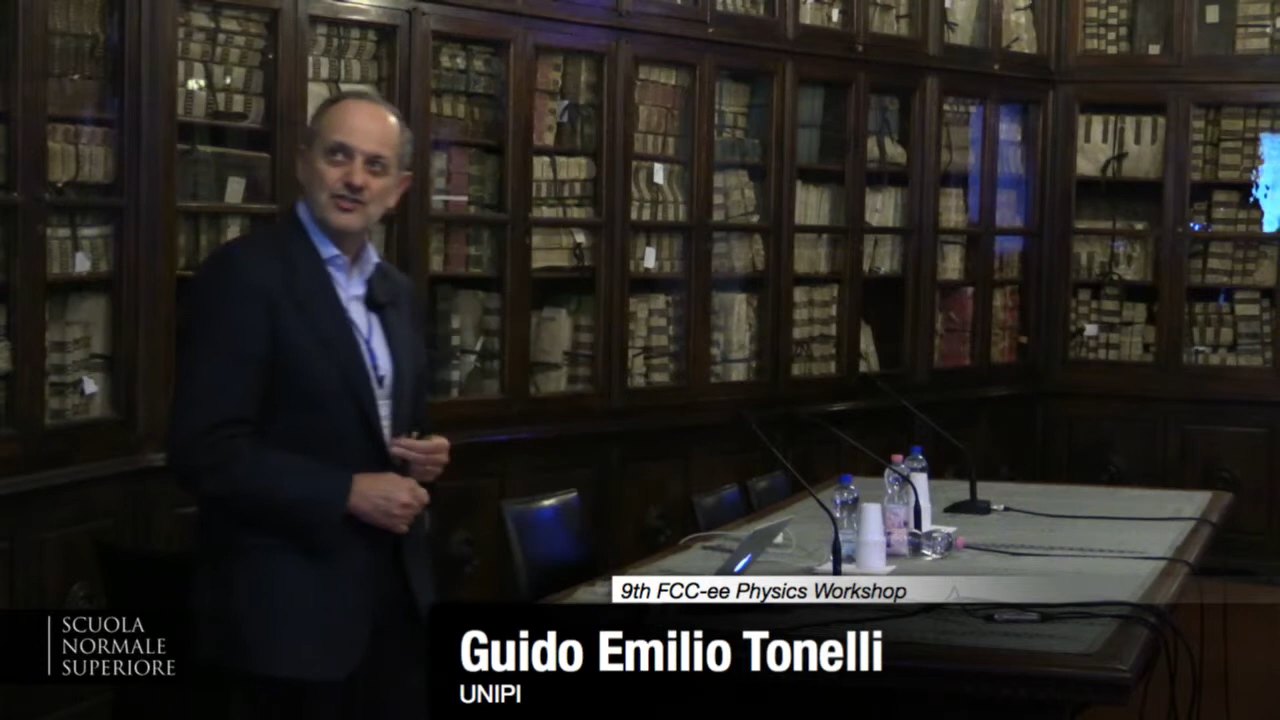 9th FCC-ee Physics Workshop
SCUOLA
NORMALE
SUPERIORE
Guido Emilio Tonelli
UNIPI